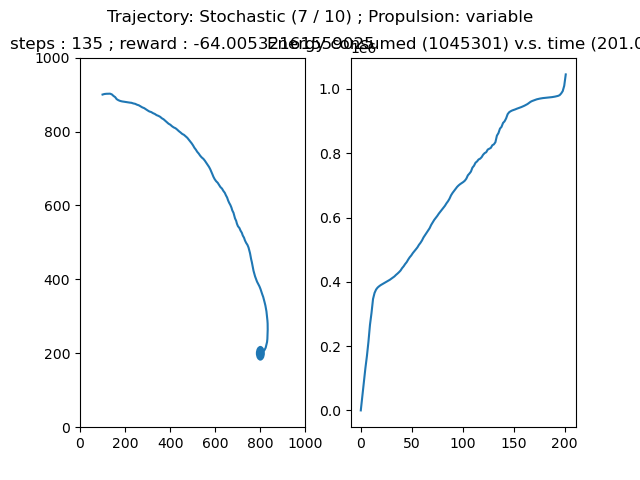 Trajectory: Stochastic (7 / 10) ; Propulsion: variable
steps : 135 ; reward : -64.00532161559025
Energy consumed (1045301) v.s. time (201.0
1e6
1000
800
600
400
200
0
0 200 400 600 800 1000
1.0
0.8
0.6
0.4
0.2
0.0
0 50 100 150 200